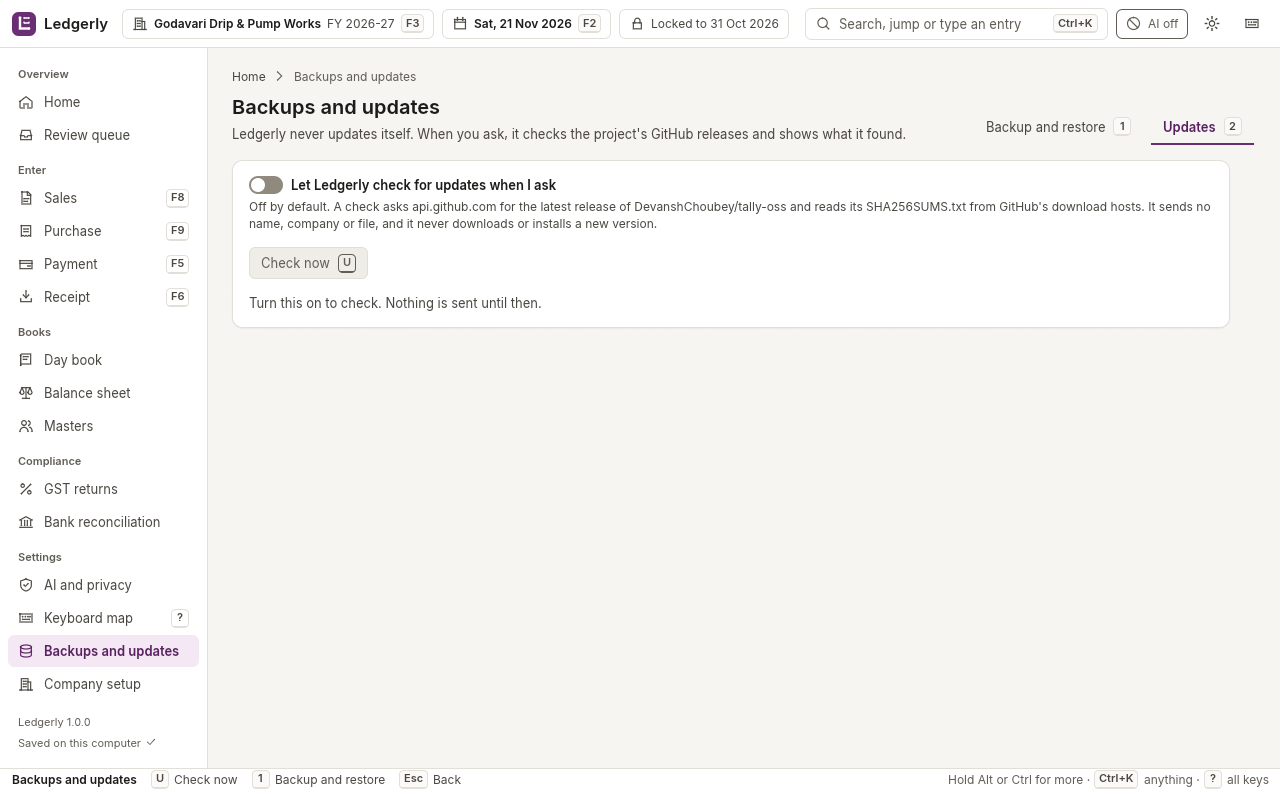 Ledgerly
Godavari Drip & Pump Works FY 2026-27 F3
Sat, 21 Nov 2026 F2
Locked to 31 Oct 2026
Search, jump or type an entry Ctrl+K
AI off
Overview
Home
Review queue
Enter
Sales F8
Purchase F9
Payment F5
Receipt F6
Books
Day book
Balance sheet
Masters
Compliance
GST returns
Bank reconciliation
Settings
AI and privacy
Keyboard map ?
Backups and updates
Company setup
Ledgerly 1.0.0
Saved on this computer
Home Backups and updates
Backups and updates
Ledgerly never updates itself. When you ask, it checks the project's GitHub releases and shows what it found.
Backup and restore 1
Updates 2
Let Ledgerly check for updates when I ask
Off by default. A check asks api.github.com for the latest release of DevanshChoubey/tally-oss and reads its SHA256SUMS.txt from GitHub's download hosts. It sends no
name, company or file, and it never downloads or installs a new version.
Check now U
Turn this on to check. Nothing is sent until then.
Backups and updates U Check now 1 Backup and restore Esc Back
Hold Alt or Ctrl for more · Ctrl+K anything · ? all keys